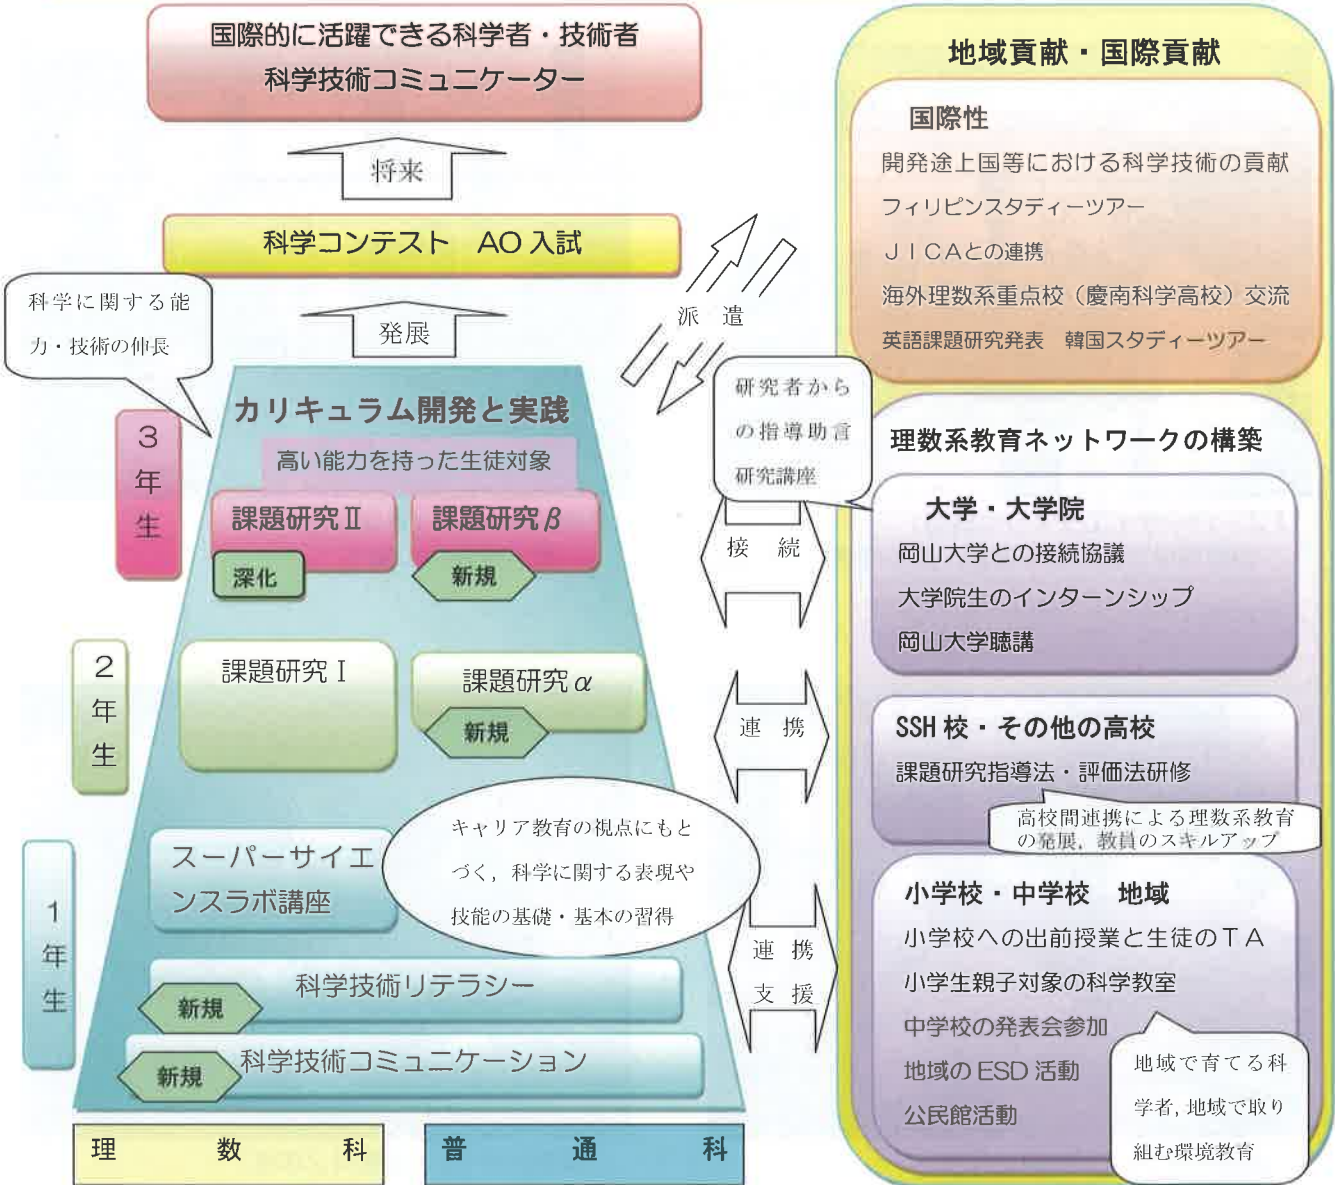 国際的に活躍できる科学者・技術者
科学技術コミュニケーター
将来
科学コンテスト　AO入試
発展
科学に関する能
力・技術の伸長
カリキュラム開発と実践
高い能力を持った生徒対象
3年生
課題研究Ⅱ
深化
課題研究β
新規
2年生
課題研究Ⅰ
課題研究α
新規
1年生
スーパーサイエ
ンスラボ講座
キャリア教育の視点にもと
づく，科学に関する表現や
技能の基礎・基本の習得
科学技術リテラシー
新規
科学技術コミュニケーション
新規
理数科
普通科
派遣
研究者から
の指導助言
研究講座
接続
連携
連携
支援
地域貢献・国際貢献
国際性
開発途上国等における科学技術の貢献
フィリピンスタディーツアー
ＪＩＣＡとの連携
海外理数系重点校（慶南科学高校）交流
英語課題研究発表　韓国スタディーツアー
理数系教育ネットワークの構築
大学・大学院
岡山大学との接続協議
大学院生のインターンシップ
岡山大学聴講
SSH校・その他の高校
課題研究指導法・評価法研修
高校間連携による理数系教育
の発展，教員のスキルアップ
小学校・中学校　地域
小学校への出前授業と生徒のＴＡ
小学生親子対象の科学教室
中学校の発表会参加
地域のESD活動
公民館活動
地域で育てる科
学者，地域で取り
組む環境教育